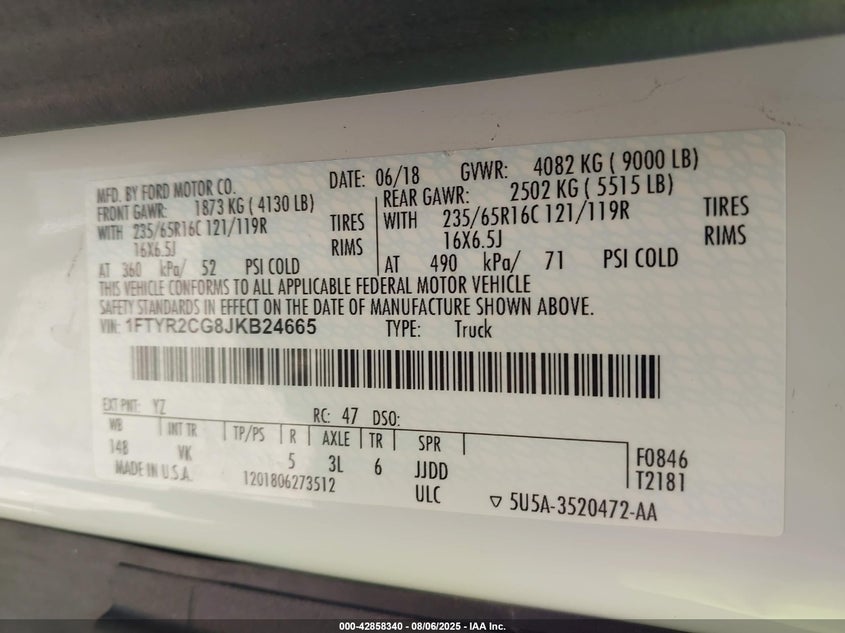 MFD. BY FORD MOTOR CO. DATE: 06/18 GVWR: 4082 KG ( 9000 LB)
FRONT GAWR: 1873 KG ( 4130 LB) REAR GAWR: 2502 KG ( 5515 LB)
WITH 235/65R16C 121/119R TIRES WITH 235/65R16C 121/119R TIRES
16X6.5J RIMS 16X6.5J RIMS
AT 360 kPa/ 52 PSI COLD AT 490 kPa/ 71 PSI COLD
THIS VEHICLE CONFORMS TO ALL APPLICABLE FEDERAL MOTOR VEHICLE
SAFETY STANDARDS IN EFFECT ON THE DATE OF MANUFACTURE SHOWN ABOVE.
VIN: 1FTYR2CG8JKB24665 TYPE: Truck
EXT PNT: YZ RC: 47 DSO:
WB INT TR TP/PS R AXLE TR SPR
148 VK 5 3L 6 JJDD F0846
MADE IN U.S.A. 1201806273512 ULC T2181
▽ 5U5A-3520472-AA
000-42858340 - 08/06/2025 - IAA Inc.